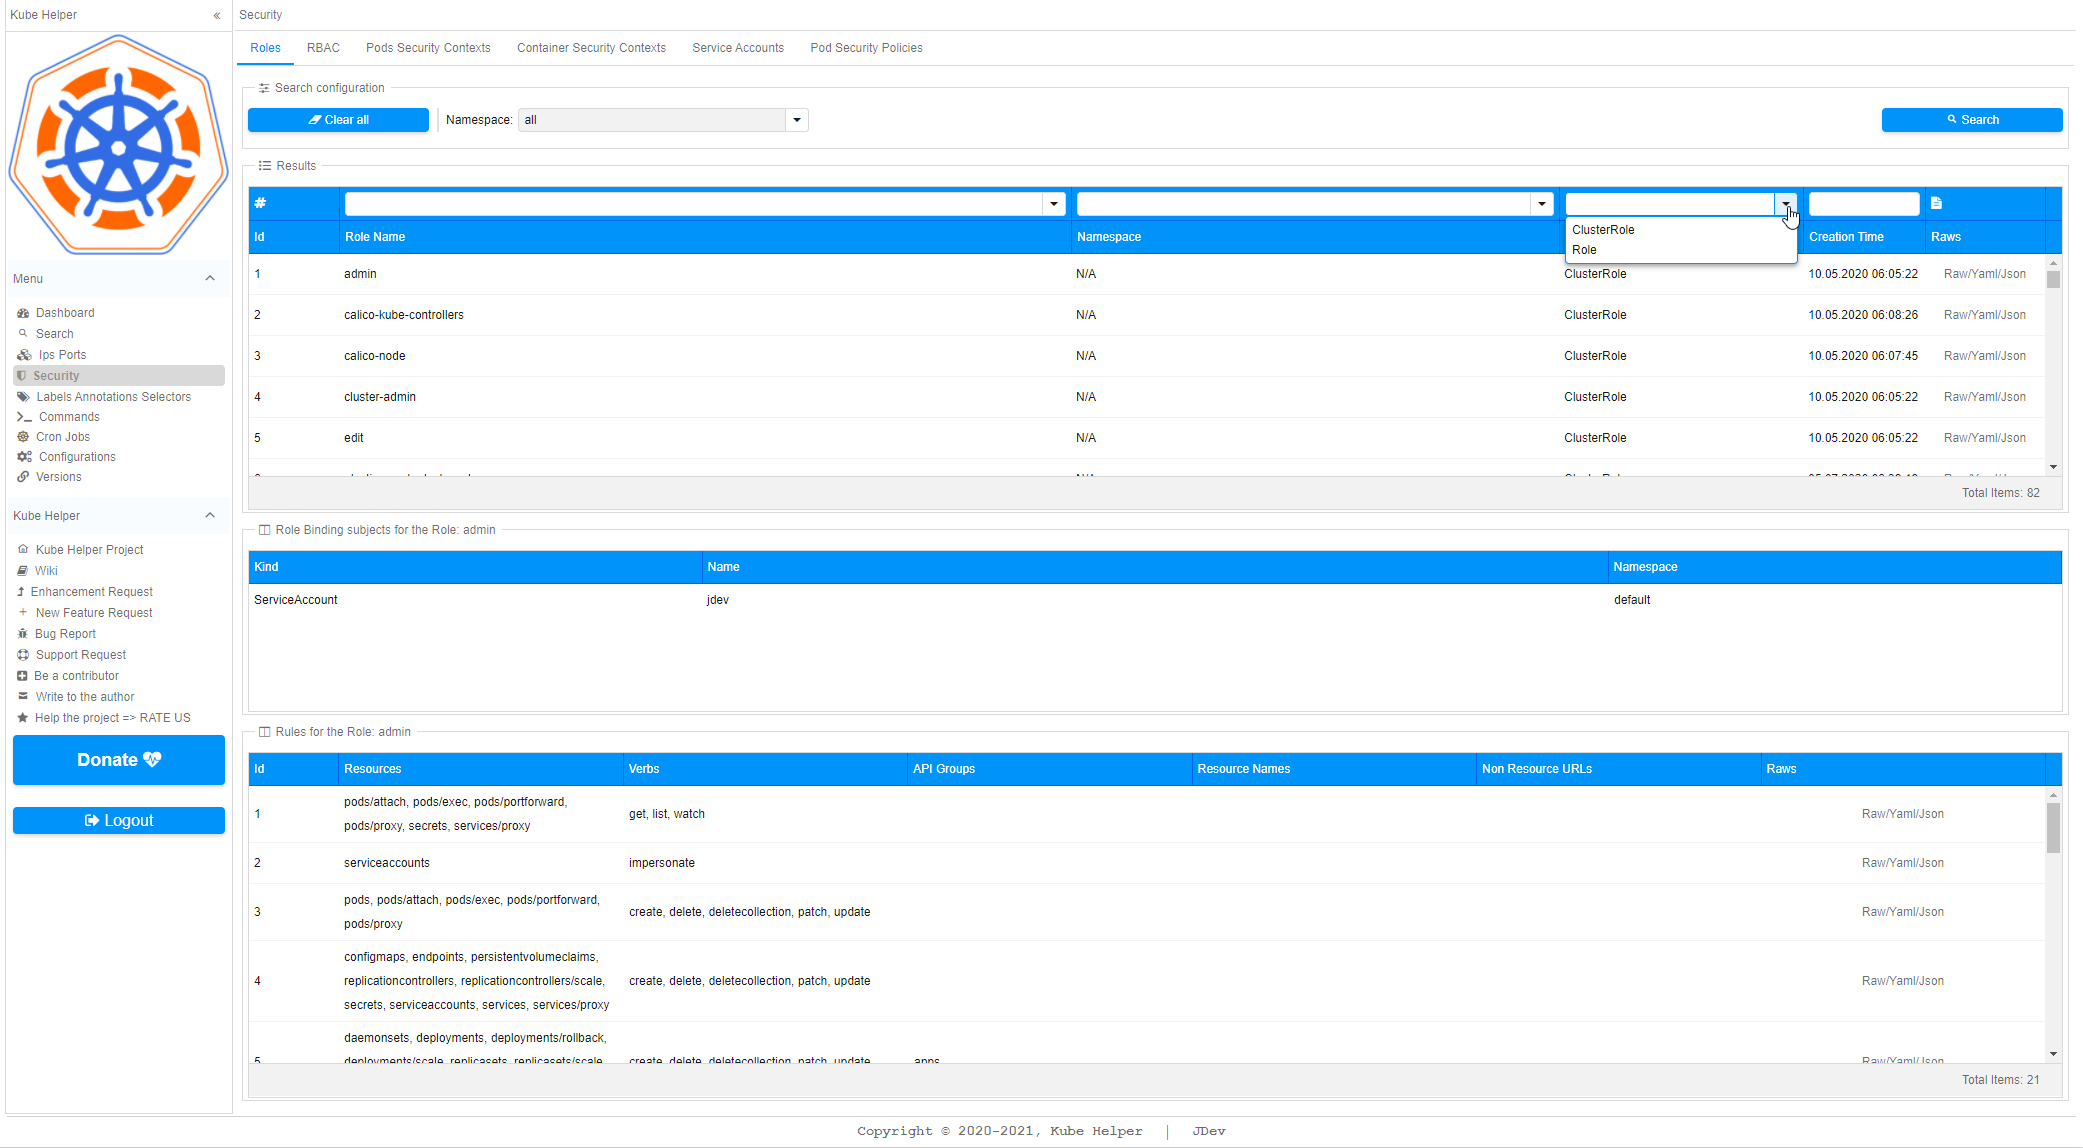 Kube Helper
«
Security
Roles RBAC Pods Security Contexts Container Security Contexts Service Accounts Pod Security Policies
Search configuration
Clear all Namespace: all Search
Results
#
Id Role Name Namespace Creation Time Raws
ClusterRole
Role
1 admin N/A ClusterRole 10.05.2020 06:05:22 Raw/Yaml/Json
2 calico-kube-controllers N/A ClusterRole 10.05.2020 06:08:26 Raw/Yaml/Json
3 calico-node N/A ClusterRole 10.05.2020 06:07:45 Raw/Yaml/Json
4 cluster-admin N/A ClusterRole 10.05.2020 06:05:22 Raw/Yaml/Json
5 edit N/A ClusterRole 10.05.2020 06:05:22 Raw/Yaml/Json
Total Items: 82
Menu
Dashboard
Search
Ips Ports
Security
Labels Annotations Selectors
Commands
Cron Jobs
Configurations
Versions
Kube Helper
Kube Helper Project
Wiki
Enhancement Request
New Feature Request
Bug Report
Support Request
Be a contributor
Write to the author
Help the project => RATE US
Donate
Logout
Role Binding subjects for the Role: admin
Kind Name Namespace
ServiceAccount jdev default
Rules for the Role: admin
Id Resources Verbs API Groups Resource Names Non Resource URLs Raws
1 pods/attach, pods/exec, pods/portforward,
pods/proxy, secrets, services/proxy get, list, watch Raw/Yaml/Json
2 serviceaccounts impersonate Raw/Yaml/Json
3 pods, pods/attach, pods/exec, pods/portforward,
pods/proxy create, delete, deletecollection, patch, update Raw/Yaml/Json
4 configmaps, endpoints, persistentvolumeclaims,
replicationcontrollers, replicationcontrollers/scale,
secrets, serviceaccounts, services, services/proxy create, delete, deletecollection, patch, update Raw/Yaml/Json
daemonsets, deployments, deployments/rollback,
5 deployments/scale, replicasets, replicasets/scale create, delete, deletecollection, patch, update apps Raw/Yaml/Json
Total Items: 21
Copyright © 2020-2021, Kube Helper | JDev